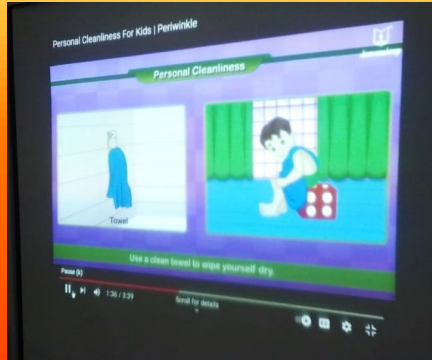 Personal Cleanliness For Kids | Periwinkle
Personal Cleanliness
Towel
Use a clean towel to wipe yourself dry.
Pause (k)
1:36 / 3:39
Scroll for details